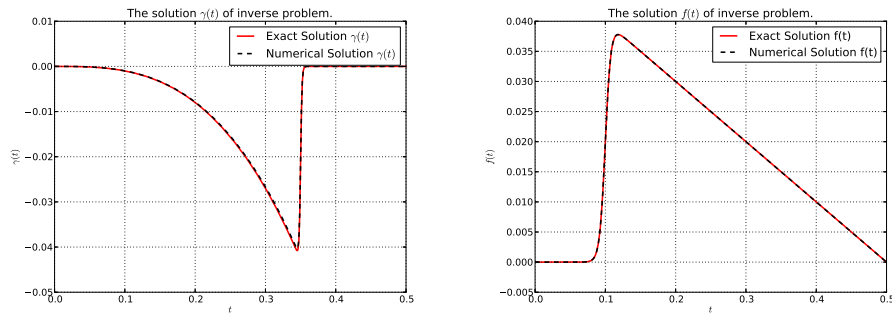 The solution γ(t) of inverse problem.
Exact Solution γ(t)
Numerical Solution γ(t)
0.01
0.00
−0.01
−0.02
−0.03
−0.04
−0.05
γ(t)
0.0 0.1 0.2 0.3 0.4 0.5
t
The solution f(t) of inverse problem.
Exact Solution f(t)
Numerical Solution f(t)
0.040
0.035
0.030
0.025
0.020
0.015
0.010
0.005
0.000
−0.005
f(t)
0.0 0.1 0.2 0.3 0.4 0.5
t